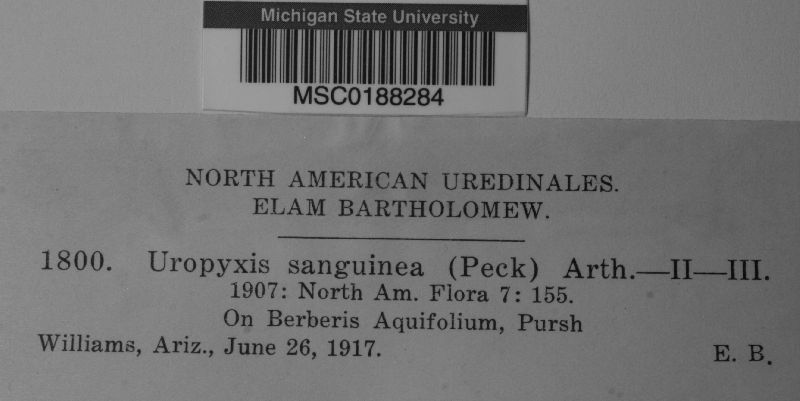 Michigan State University
MSC0188284
NORTH AMERICAN UREDINALES.
ELAM BARTHOLOMEW.
1800. Uropyxis sanguinea (Peck) Arth.—II—III.
1907: North Am. Flora 7: 155.
On Berberis Aquifolium, Pursh
Williams, Ariz., June 26, 1917. E. B.